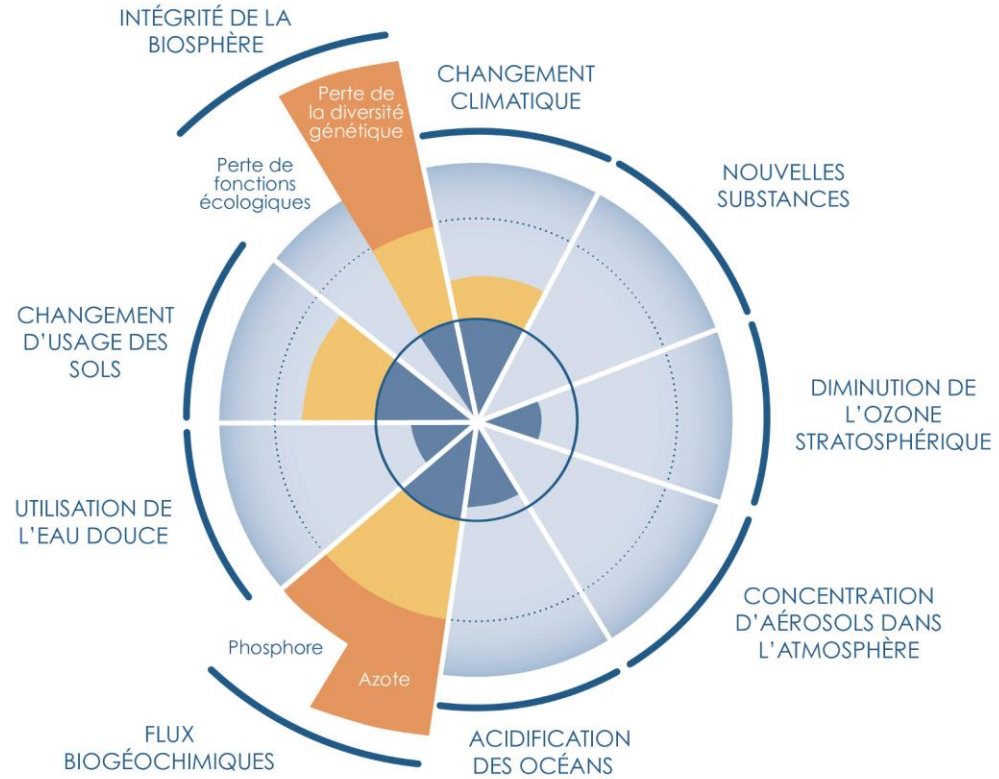 INTÉGRITÉ DE LA
BIOSPHÈRE
Perte de
la diversité
génétique
Perte de
fonctions
écologiques
CHANGEMENT
CLIMATIQUE
NOUVELLES
SUBSTANCES
CHANGEMENT
D'USAGE DES
SOLS
DIMINUTION DE
L'OZONE
STRATOSPHÉRIQUE
UTILISATION DE
L'EAU DOUCE
CONCENTRATION
D'AÉROSOLS DANS
L'ATMOSPHÈRE
Phosphore
Azote
FLUX
BIOGÉOCHIMIQUES
ACIDIFICATION
DES OCÉANS